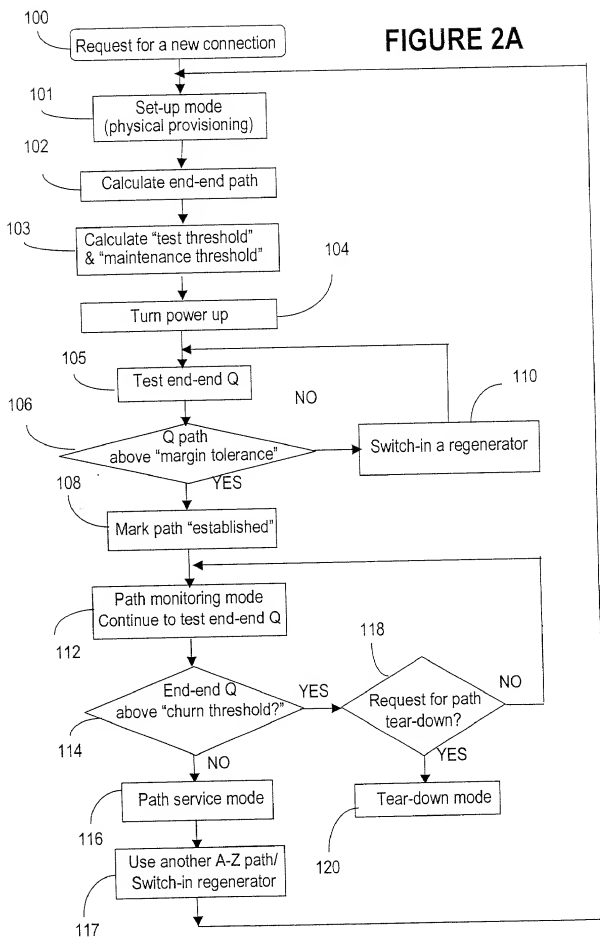 FIGURE 2A
100
Request for a new connection
101
Set-up mode
(physical provisioning)
102
Calculate end-end path
103
Calculate “test threshold”
& “maintenance threshold”
104
Turn power up
105
Test end-end Q
NO
110
106
Q path
above “margin tolerance”
Switch-in a regenerator
YES
108
Mark path “established”
Path monitoring mode
Continue to test end-end Q
112
118
End-end Q
above “churn threshold?”
YES
Request for path
tear-down?
NO
114
NO
YES
Path service mode
116
Tear-down mode
120
Use another A-Z path/
Switch-in regenerator
117